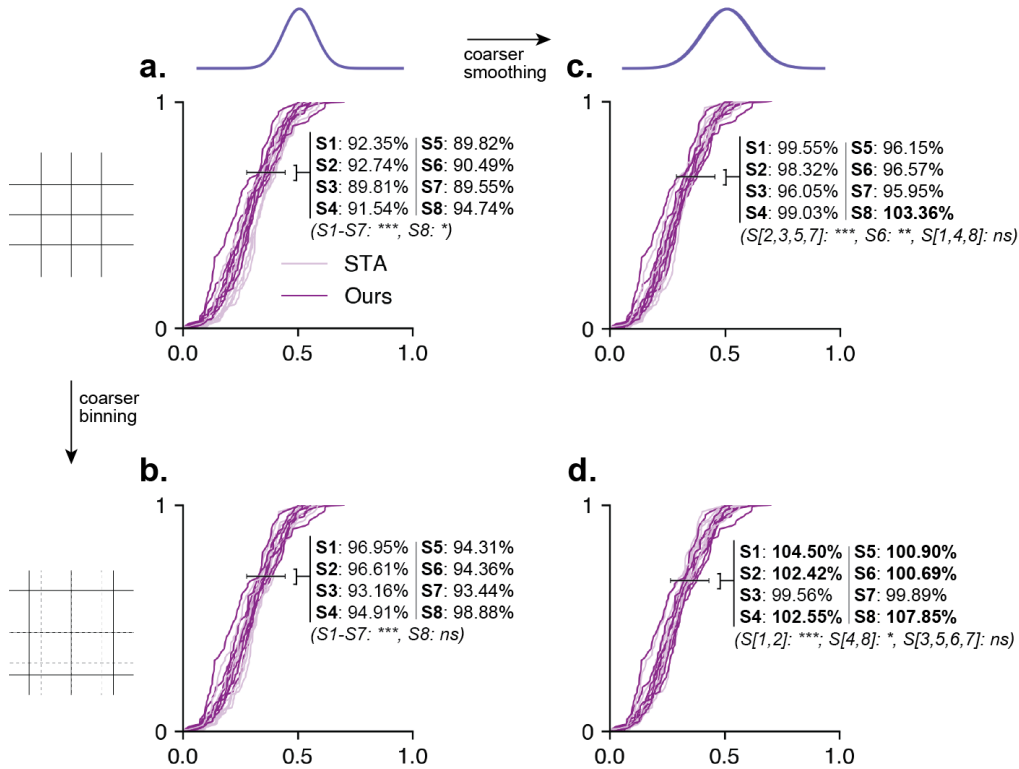 coarser
smoothing
a.
1
S1: 92.35% S5: 89.82%
S2: 92.74% S6: 90.49%
S3: 89.81% S7: 89.55%
S4: 91.54% S8: 94.74%
(S1-S7: ***, S8: *)
STA
Ours
0
0.0 0.5 1.0
c.
1
S1: 99.55% S5: 96.15%
S2: 98.32% S6: 96.57%
S3: 96.05% S7: 95.95%
S4: 99.03% S8: 103.36%
(S[2,3,5,7]: ***, S6: **, S[1,4,8]: ns)
0
0.0 0.5 1.0
coarser
binning
b.
1
S1: 96.95% S5: 94.31%
S2: 96.61% S6: 94.36%
S3: 93.16% S7: 93.44%
S4: 94.91% S8: 98.88%
(S1-S7: ***, S8: ns)
0
0.0 0.5 1.0
d.
1
S1: 104.50% S5: 100.90%
S2: 102.42% S6: 100.69%
S3: 99.56% S7: 99.89%
S4: 102.55% S8: 107.85%
(S[1,2]: ***; S[4,8]: *, S[3,5,6,7]: ns)
0
0.0 0.5 1.0